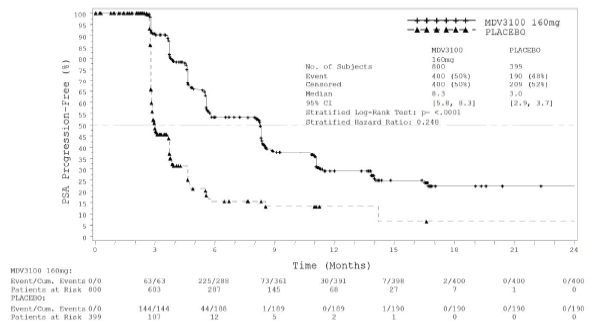 100
95
90
85
80
75
70
65
60
55
50
45
40
35
30
25
20
15
10
5
0
PSA Progression-Free (%)
MDV3100 160mg
PLACEBO
MDV3100 PLACEBO
160mg
No. of Subjects 800 399
Event 400 (50%) 190 (48%)
Censored 400 (50%) 209 (52%)
Median 8.3 3.0
95% CI [5.8, 8.3] [2.9, 3.7]
Stratified Log-Rank Test: p= <.0001
Stratified Hazard Ratio: 0.248
0 3 6 9 12 15 18 21 24
Time (Months)
MDV3100 160mg:
Event/Cum. Events 0/0 63/63 225/288 73/361 30/391 7/398 2/400 0/400 0/400
Patients at Risk 800 603 287 145 68 27 7 1 0
PLACEBO:
Event/Cum. Events 0/0 144/144 44/188 1/189 0/189 1/190 0/190 0/190 0/190
Patients at Risk 399 107 12 5 2 1 0 0 0